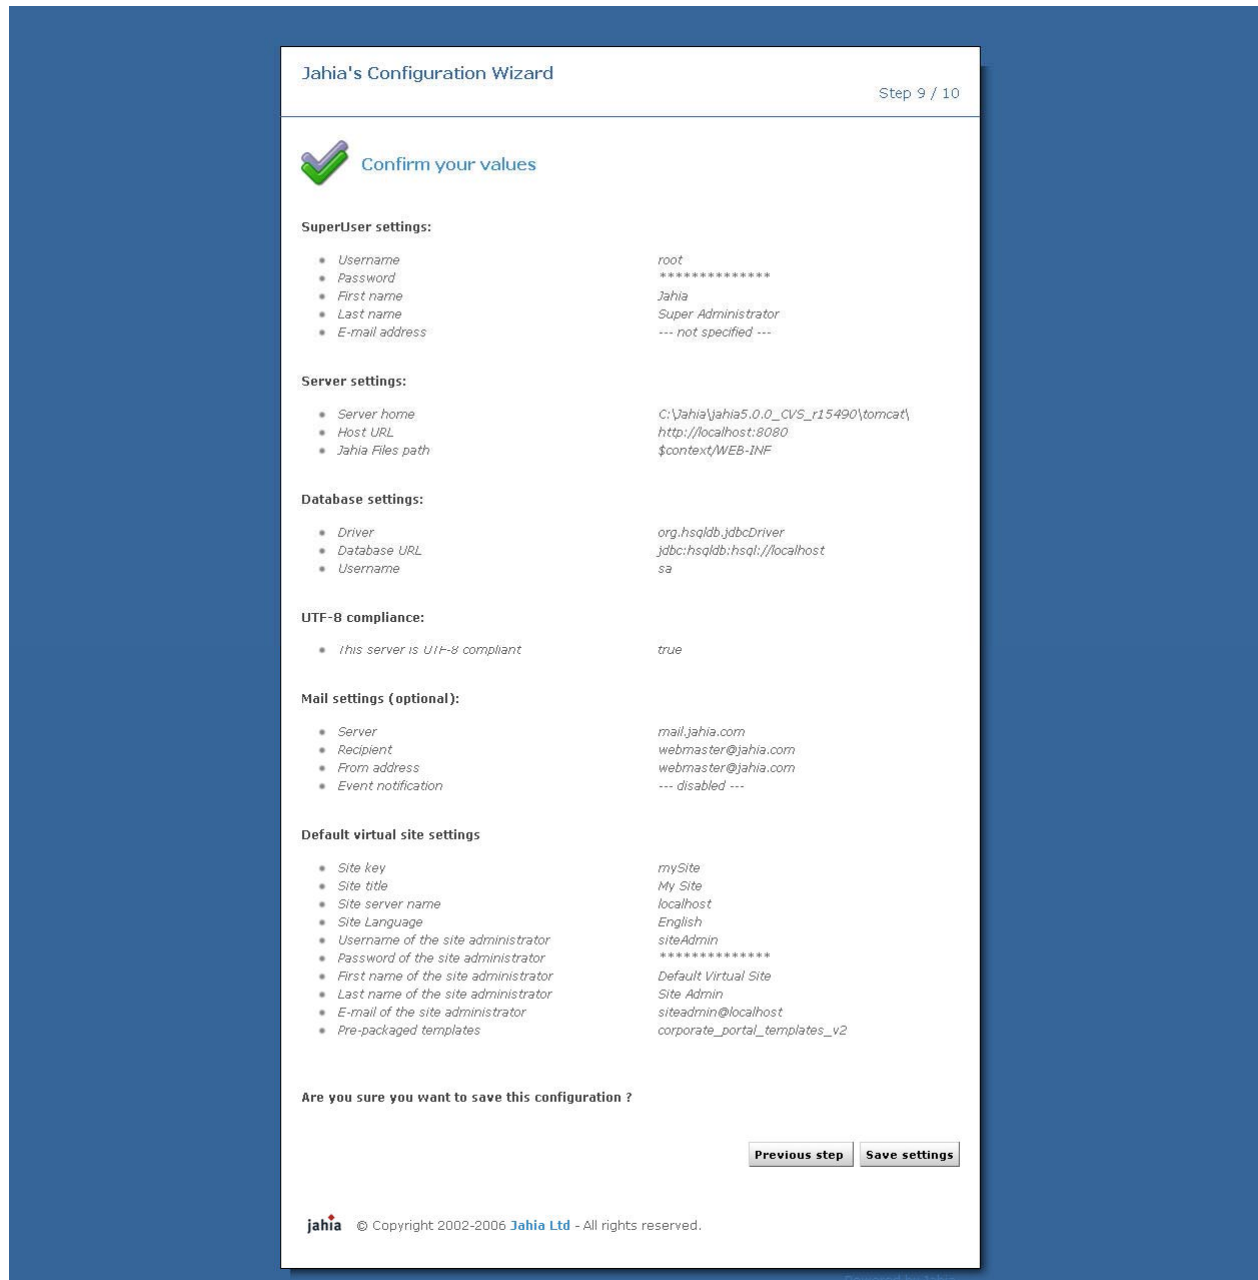 Jahia's Configuration Wizard
Step 9 / 10
Confirm your values
SuperUser settings:
Username root
Password **************
First name Jahia
Last name Super Administrator
E-mail address --- not specified ---
Server settings:
Server home C:\Jahia\jahia5.0.0_CVS_r15490\tomcat\
Host URL http://localhost:8080
Jahia Files path $context/WEB-INF
Database settings:
Driver org.hsqldb.jdbcDriver
Database URL jdbc:hsqldb:hsql://localhost
Username sa
UTF-8 compliance:
This server is UTF-8 compliant true
Mail settings (optional):
Server mail.jahia.com
Recipient webmaster@jahia.com
From address webmaster@jahia.com
Event notification --- disabled ---
Default virtual site settings
Site key mySite
Site title My Site
Site server name localhost
Site Language English
Username of the site administrator siteAdmin
Password of the site administrator **************
First name of the site administrator Default Virtual Site
Last name of the site administrator Site Admin
E-mail of the site administrator siteadmin@localhost
Pre-packaged templates corporate_portal_templates_v2
Are you sure you want to save this configuration ?
Previous step Save settings
jahia © Copyright 2002-2006 Jahia Ltd - All rights reserved.
Powered by Jahia